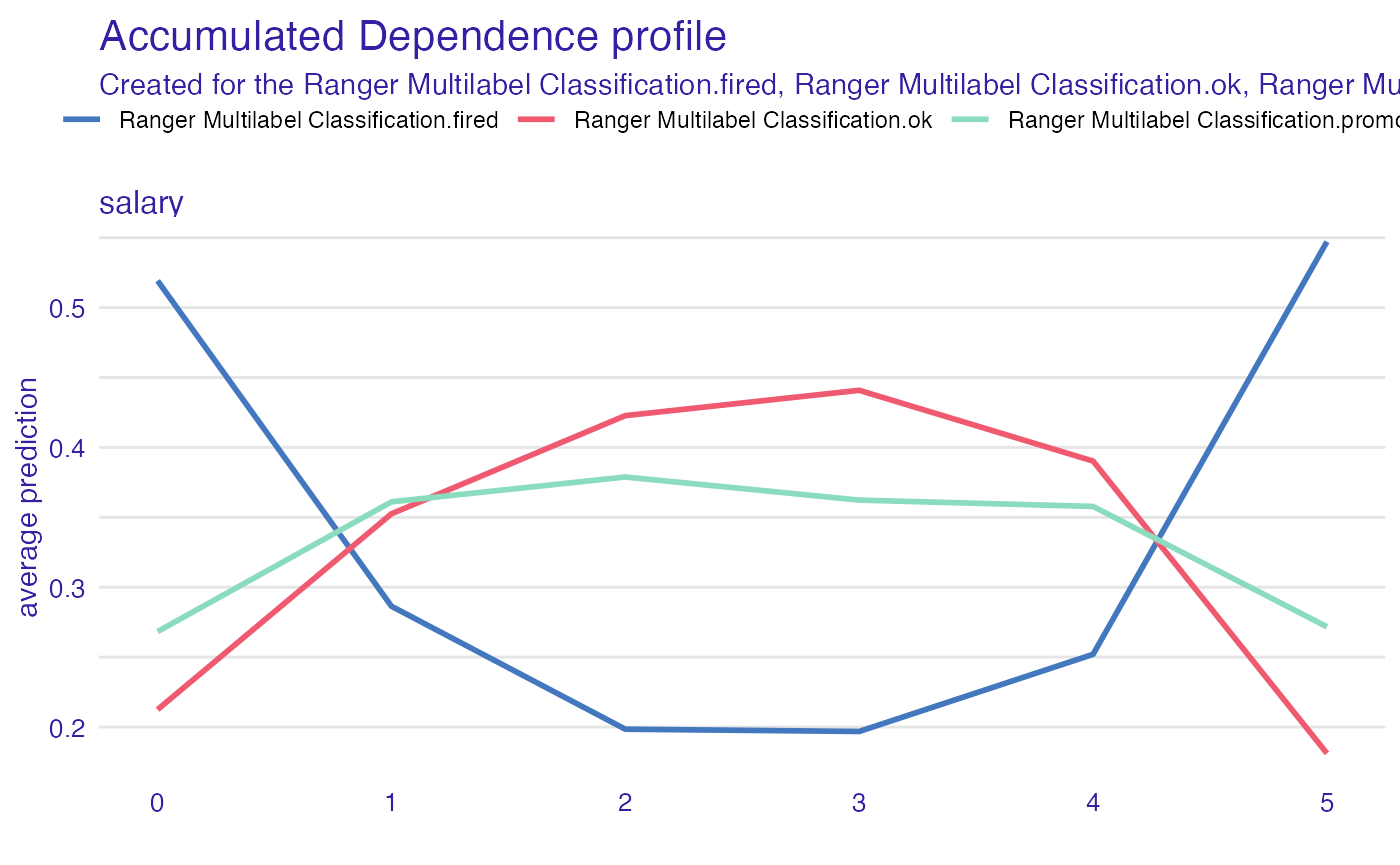 Accumulated Dependence profile
Created for the Ranger Multilabel Classification.fired, Ranger Multilabel Classification.ok, Ranger Mu
Ranger Multilabel Classification.fired Ranger Multilabel Classification.ok Ranger Multilabel Classification.promo
salary
0.5
0.4
0.3
0.2
average prediction
0 1 2 3 4 5